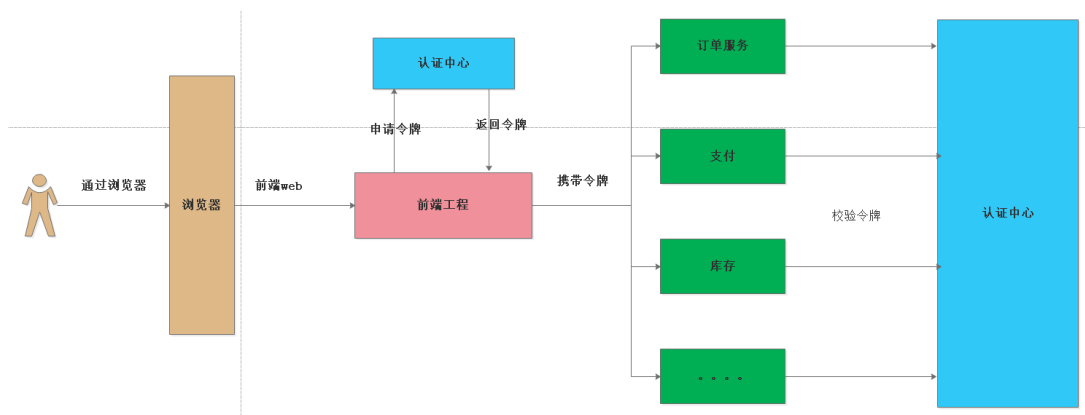 订单服务
认证中心
申请令牌
返回令牌
支付
通过浏览器
浏览器
前端web
前端工程
携带令牌
校验令牌
认证中心
库存
。。。。